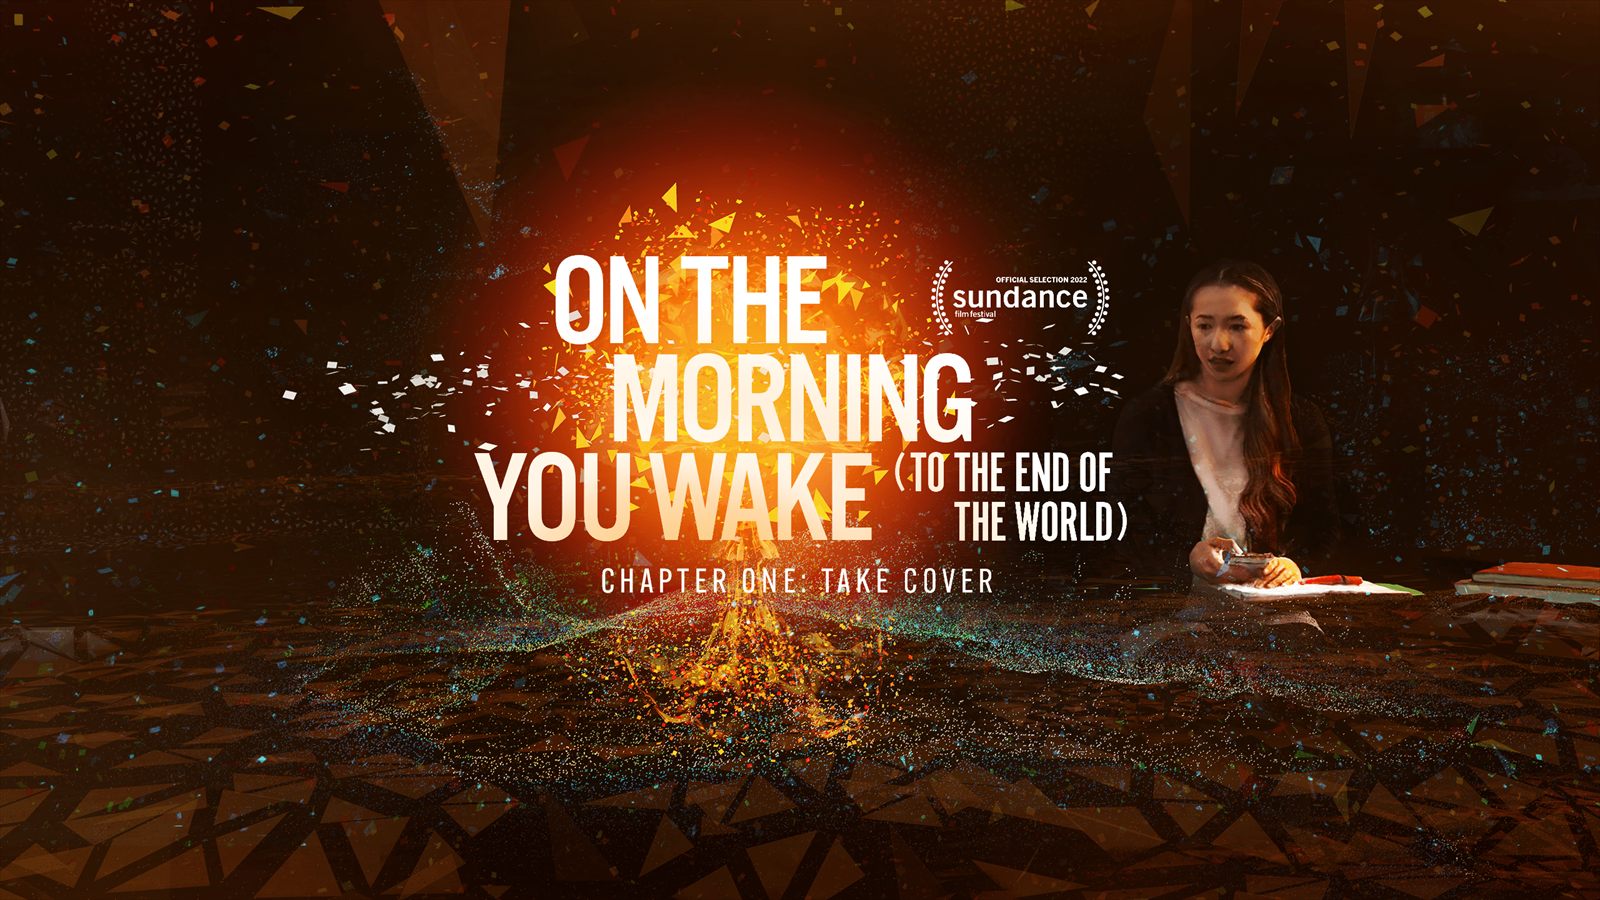 ON THE
MORNING
YOU WAKE (TO THE END OF
THE WORLD)
CHAPTER ONE: TAKE COVER
OFFICIAL SELECTION 2022
sundance
film festival